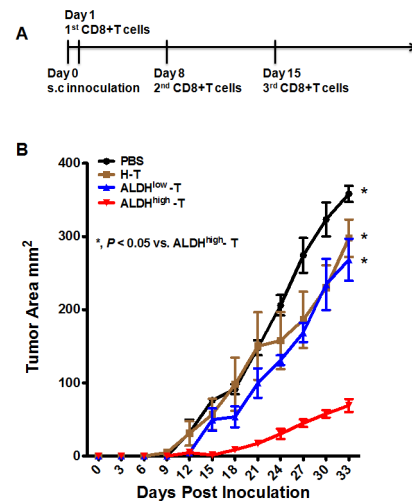 A
Day 1
1st CD8+T cells
Day 0
s.c innoculation
Day 8
2nd CD8+T cells
Day 15
3rd CD8+T cells
B
400
300
200
100
0
Tumor Area mm2
PBS
H-T
ALDHlow-T
ALDHhigh-T
*, P < 0.05 vs. ALDHhigh- T
*
*
*
0 3 6 9 12 15 18 21 24 27 30 33
Days Post Inoculation